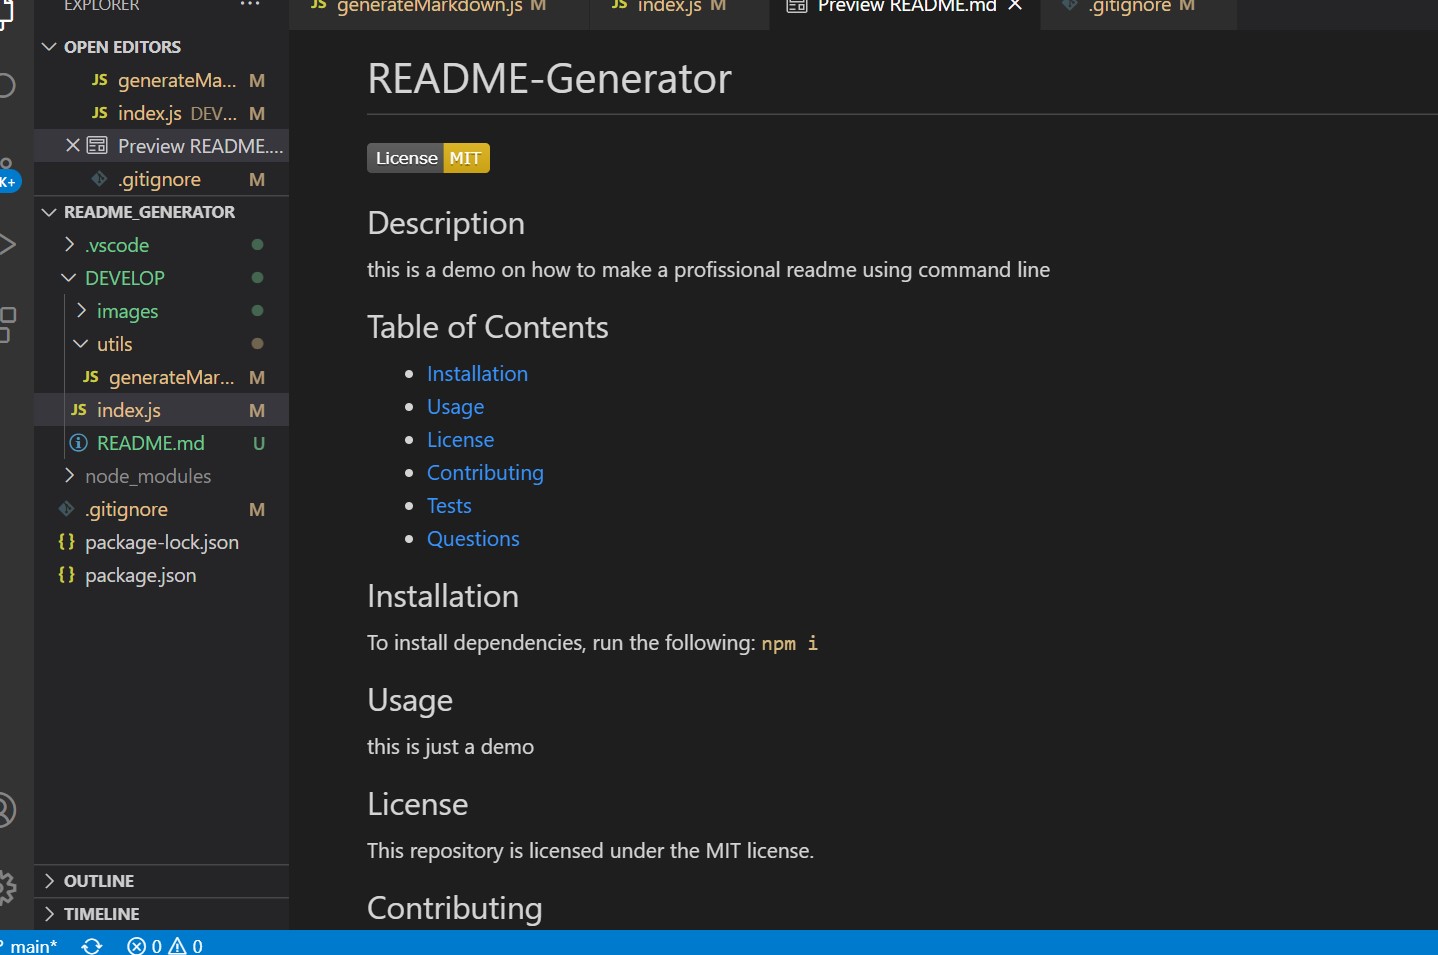 EXPLORER ...
JS generateMarkdown.js M
JS index.js M
Preview README.md
.gitignore M
OPEN EDITORS
JS generateMa... M
JS index.js DEV... M
Preview README....
.gitignore M
README_GENERATOR
.vscode
DEVELOP
images
utils
JS generateMar... M
JS index.js M
README.md U
node_modules
.gitignore M
{} package-lock.json
{} package.json
OUTLINE
TIMELINE
K+
README-Generator
License MIT
Description
this is a demo on how to make a profissional readme using command line
Table of Contents
Installation
Usage
License
Contributing
Tests
Questions
Installation
To install dependencies, run the following: npm i
Usage
this is just a demo
License
This repository is licensed under the MIT license.
Contributing
main* 0 0